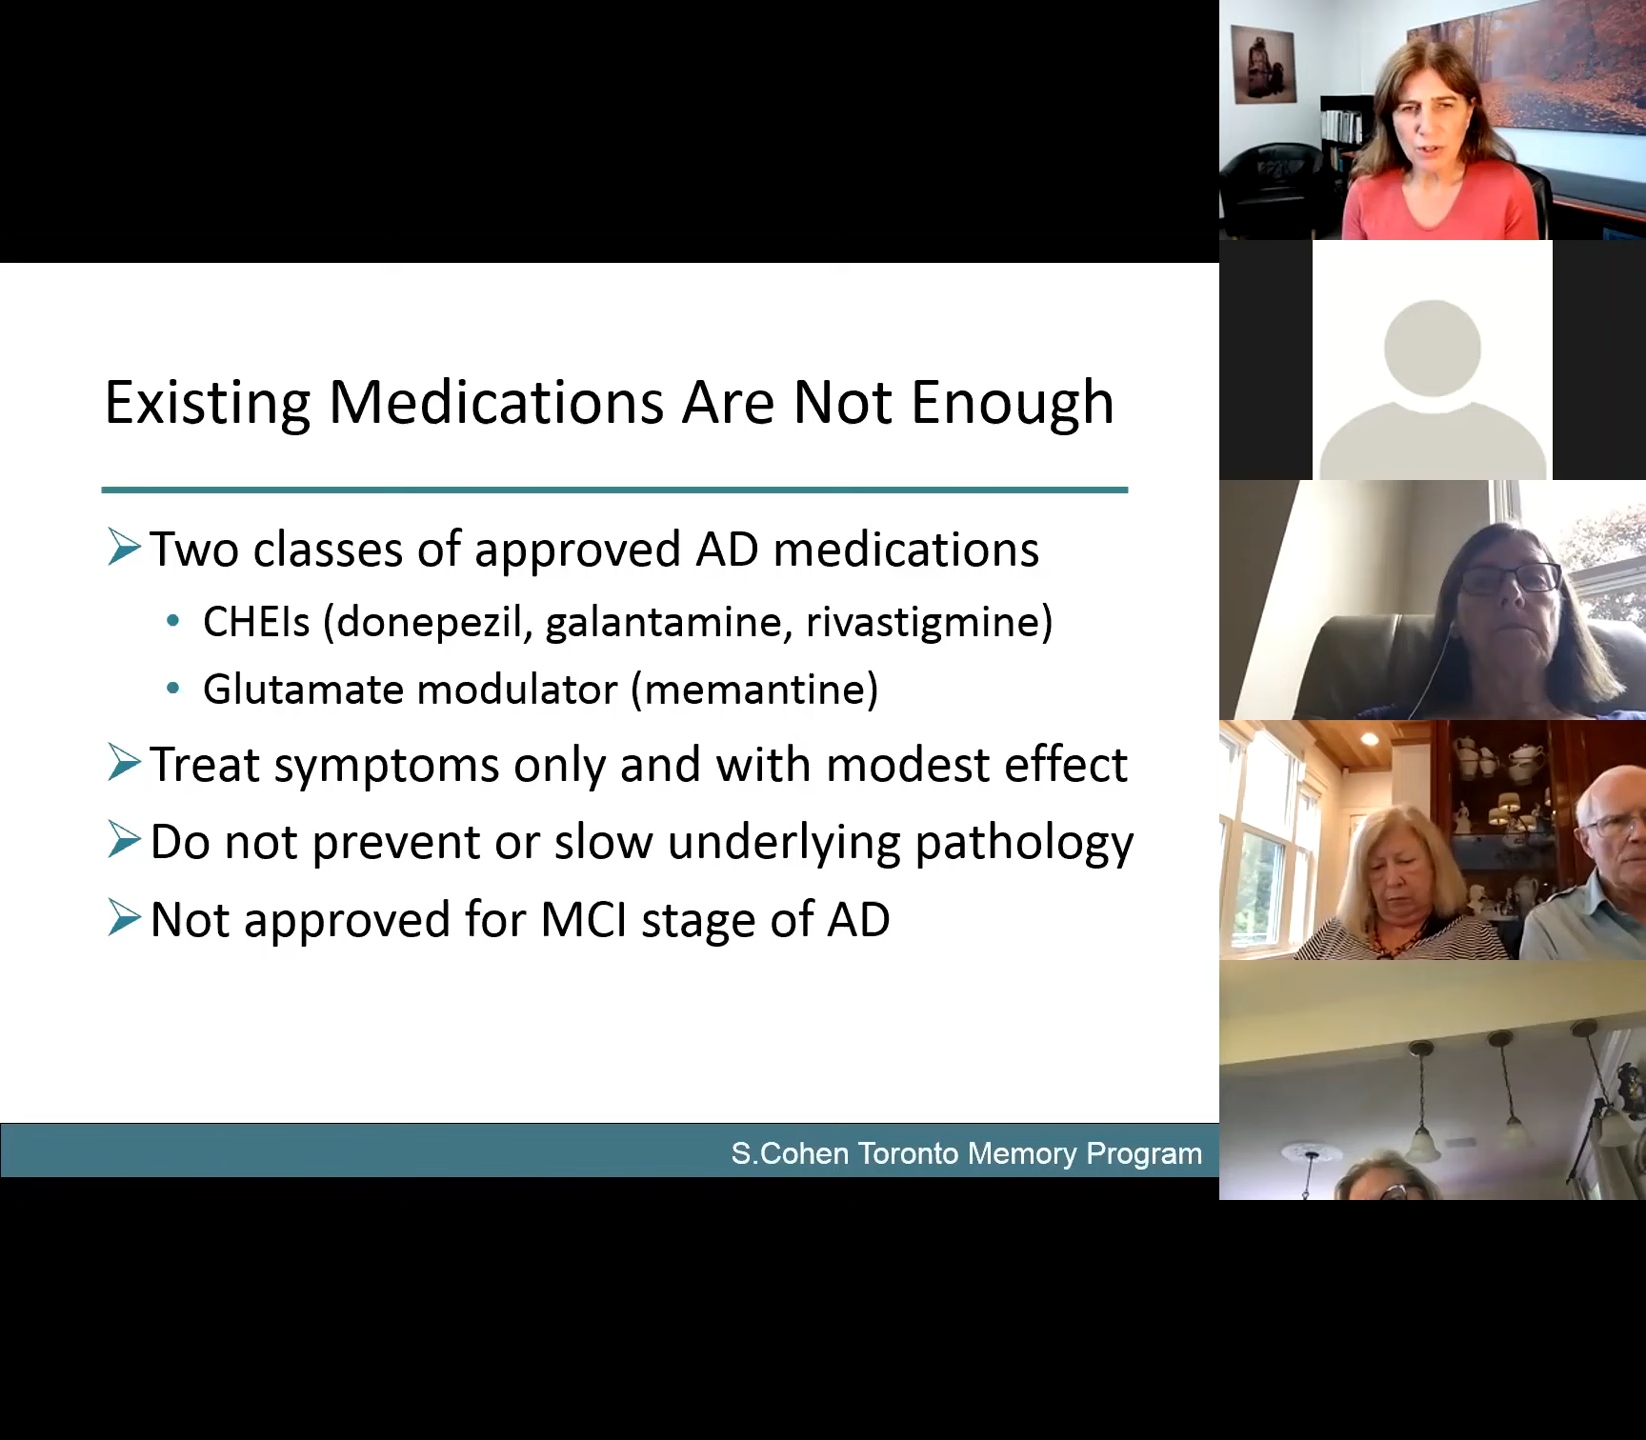 Existing Medications Are Not Enough
Two classes of approved AD medications
CHEIs (donepezil, galantamine, rivastigmine)
Glutamate modulator (memantine)
Treat symptoms only and with modest effect
Do not prevent or slow underlying pathology
Not approved for MCI stage of AD
S.Cohen Toronto Memory Program